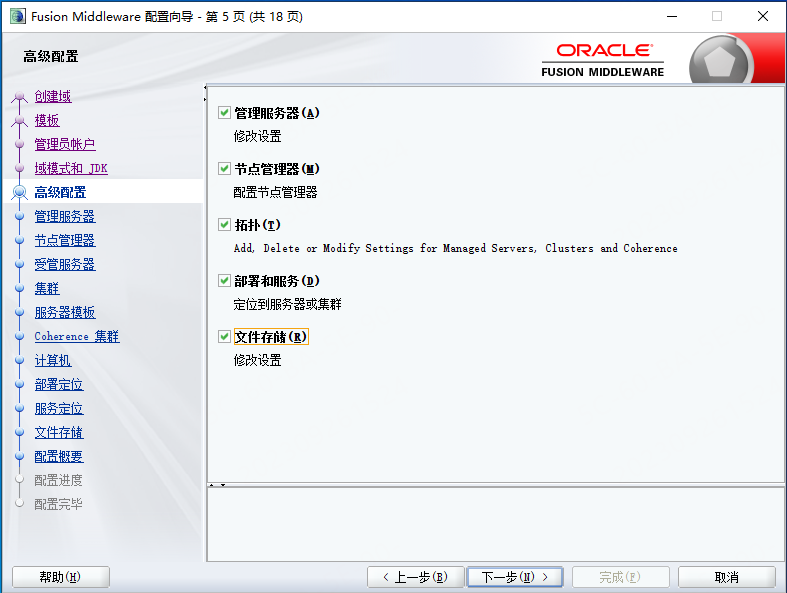 Fusion Middleware 配置向导 - 第 5 页 (共 18 页)
高级配置
ORACLE
FUSION MIDDLEWARE
创建域
模板
管理员帐户
域模式和 JDK
高级配置
管理服务器
节点管理器
受管服务器
集群
服务器模板
Coherence 集群
计算机
部署定位
服务定位
文件存储
配置概要
配置进度
配置完毕
管理服务器(A)
修改设置
节点管理器(M)
配置节点管理器
拓扑(T)
Add, Delete or Modify Settings for Managed Servers, Clusters and Coherence
部署和服务(D)
定位到服务器或集群
文件存储(R)
修改设置
帮助(H)
< 上一步(B)
下一步(N) >
完成(F)
取消